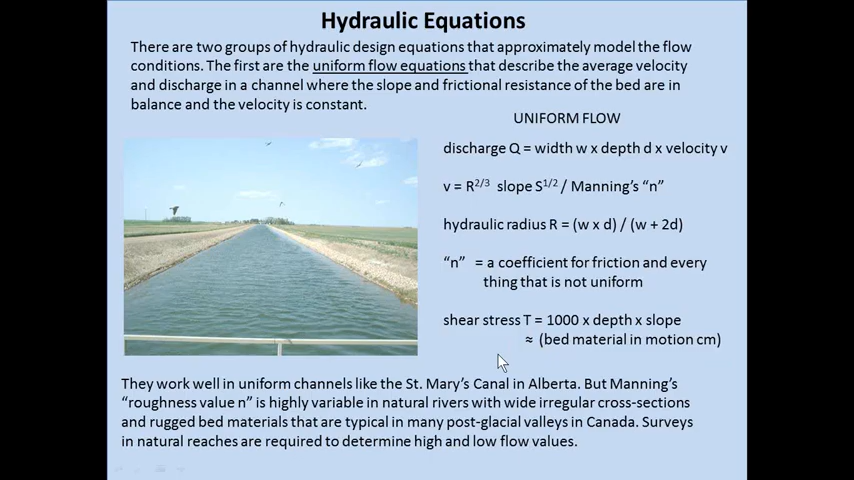 Hydraulic Equations
There are two groups of hydraulic design equations that approximately model the flow
conditions. The first are the uniform flow equations that describe the average velocity
and discharge in a channel where the slope and frictional resistance of the bed are in
balance and the velocity is constant.
UNIFORM FLOW
discharge Q = width w x depth d x velocity v
v = R²ᐟ³ slope S¹ᐟ² / Manning's “n”
hydraulic radius R = (w x d) / (w + 2d)
“n” = a coefficient for friction and every
thing that is not uniform
shear stress T = 1000 x depth x slope
≈ (bed material in motion cm)
They work well in uniform channels like the St. Mary's Canal in Alberta. But Manning's
“roughness value n” is highly variable in natural rivers with wide irregular cross-sections
and rugged bed materials that are typical in many post-glacial valleys in Canada. Surveys
in natural reaches are required to determine high and low flow values.